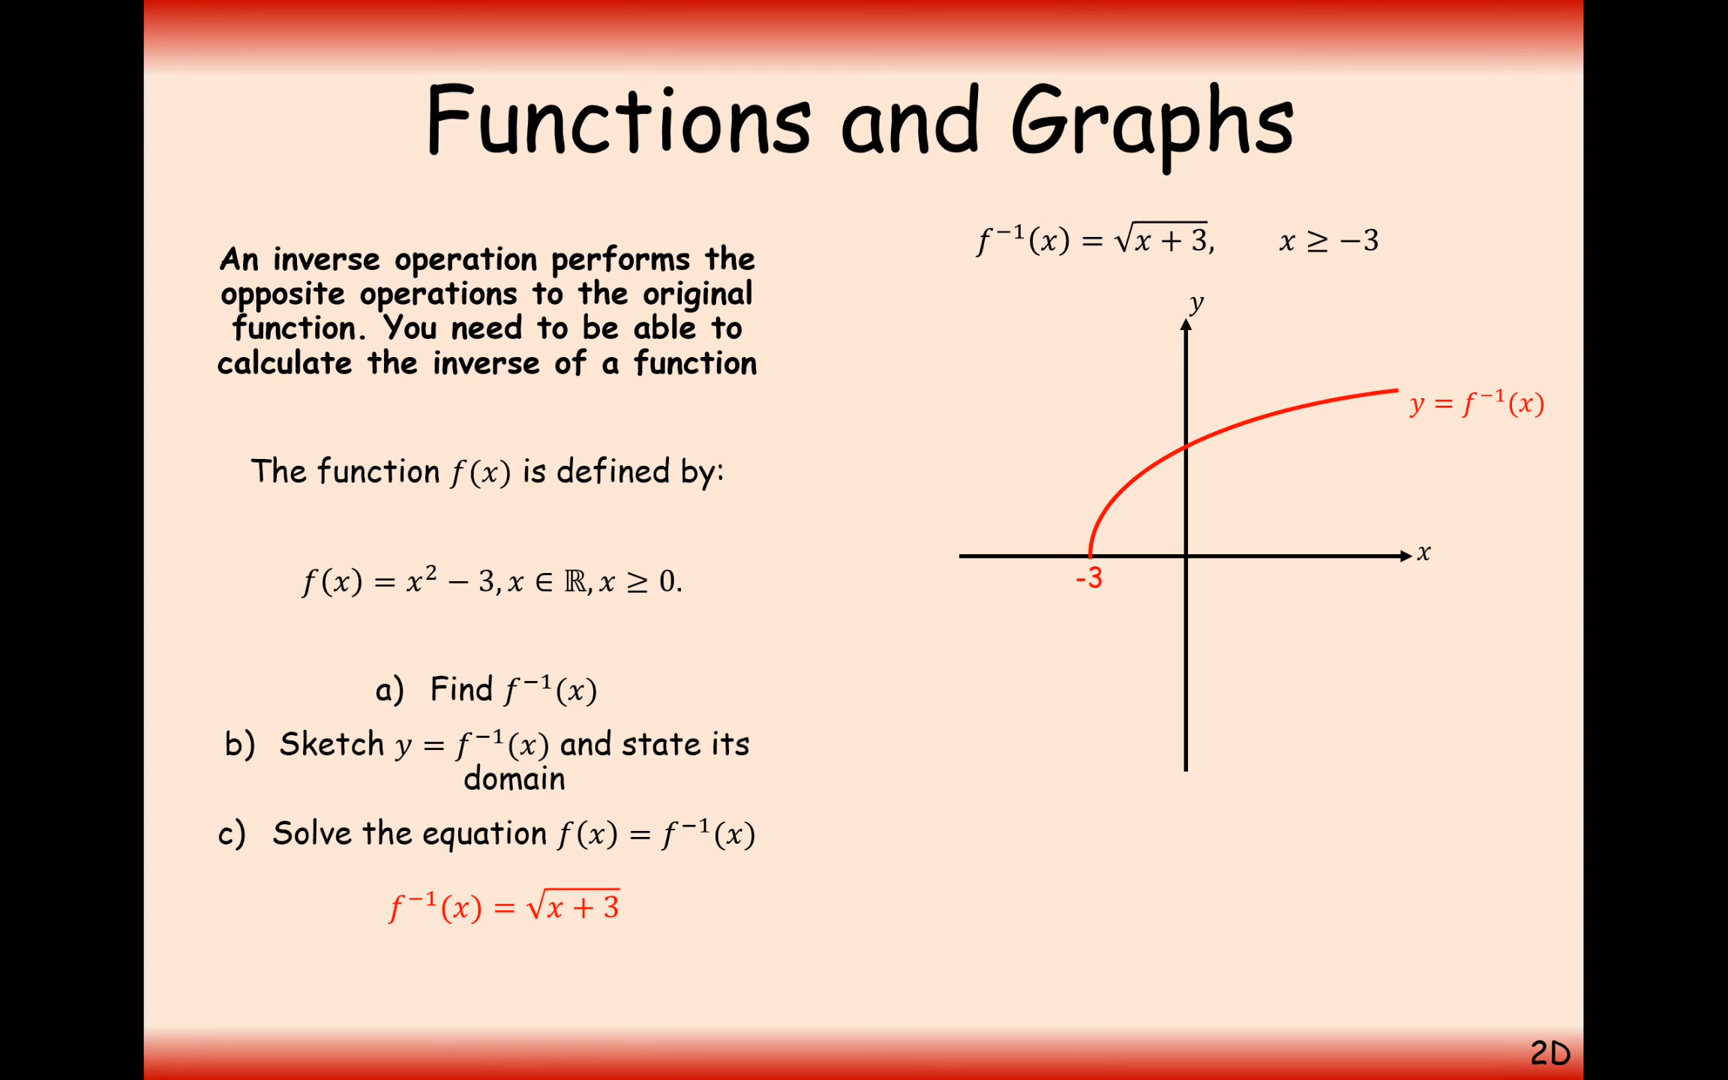 Functions and Graphs
An inverse operation performs the
opposite operations to the original
function. You need to be able to
calculate the inverse of a function
The function f(x) is defined by:
f(x) = x² − 3, x ∈ ℝ, x ≥ 0.
a) Find f⁻¹(x)
b) Sketch y = f⁻¹(x) and state its
domain
c) Solve the equation f(x) = f⁻¹(x)
f⁻¹(x) = √(x + 3)
f⁻¹(x) = √(x + 3), x ≥ −3
y
y = f⁻¹(x)
x
-3
2D